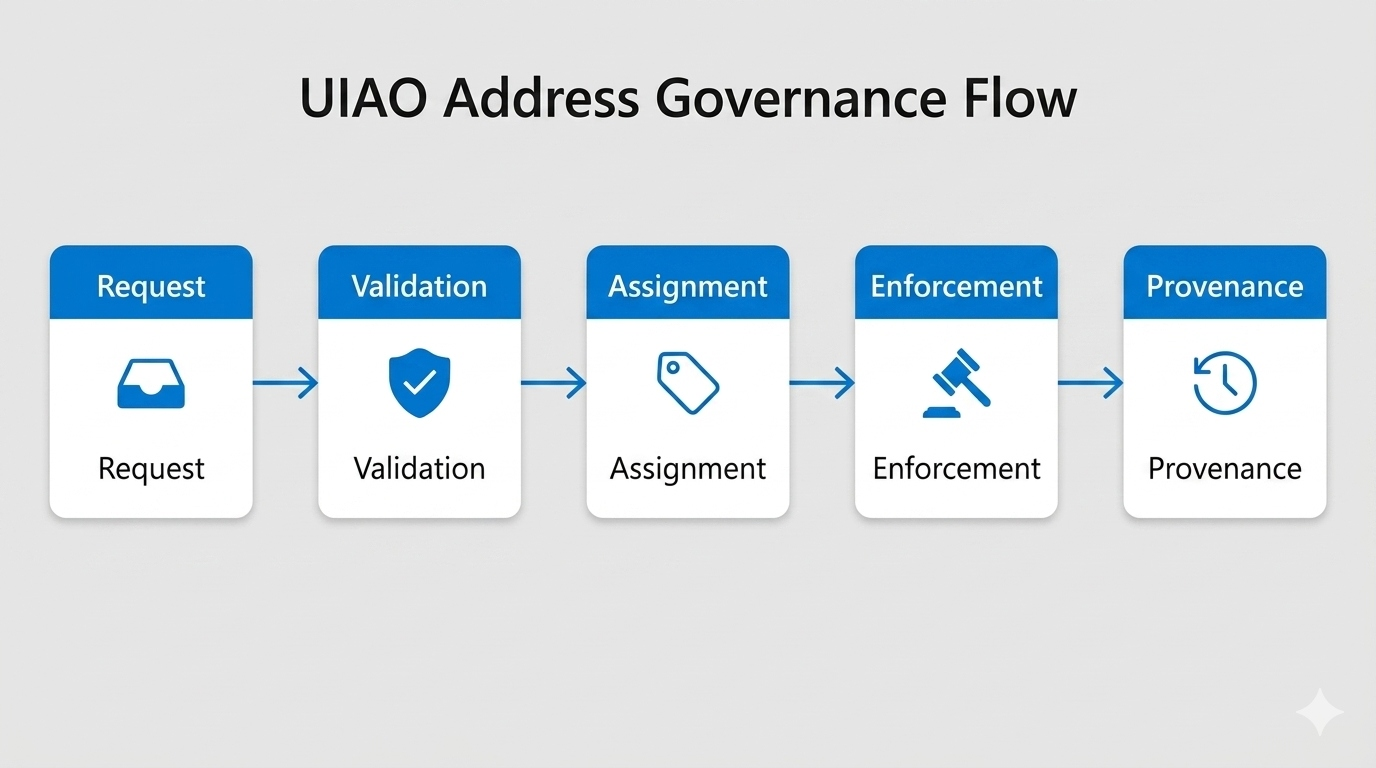 UIAO Address Governance Flow
Request
Validation
Assignment
Enforcement
Provenance
Request
Validation
Assignment
Enforcement
Provenance